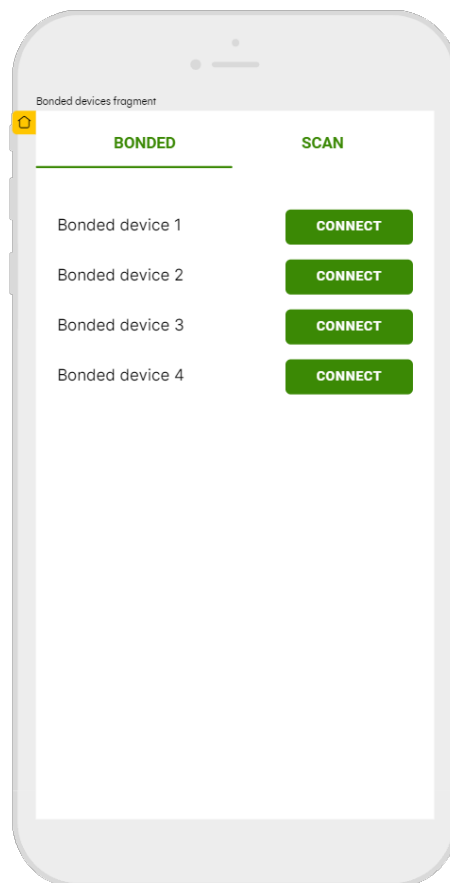 Bonded devices fragment
BONDED SCAN
Bonded device 1 CONNECT
Bonded device 2 CONNECT
Bonded device 3 CONNECT
Bonded device 4 CONNECT